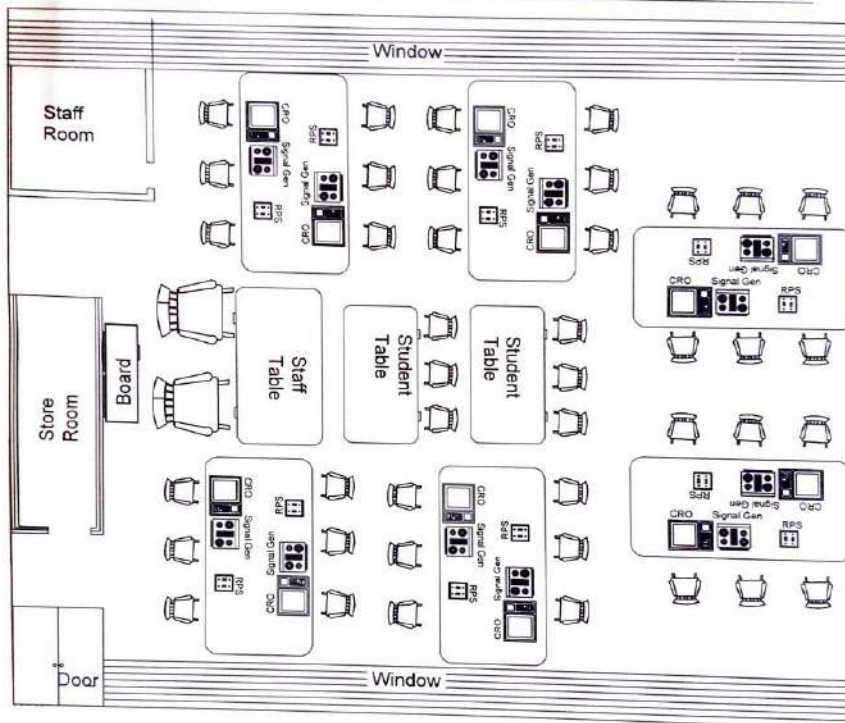 Window
Staff
Room
CRO
RPS
Signal Gen
Signal Gen
RPS
CRO
CRO
RPS
Signal Gen
Signal Gen
RPS
CRO
RPS
Signal Gen
CRO
CRO
Signal Gen
RPS
Store
Room
Board
Staff
Table
Student
Table
Student
Table
CRO
RPS
Signal Gen
Signal Gen
RPS
CRO
CRO
RPS
Signal Gen
Signal Gen
RPS
CRO
RPS
Signal Gen
CRO
CRO
Signal Gen
RPS
Door
Window